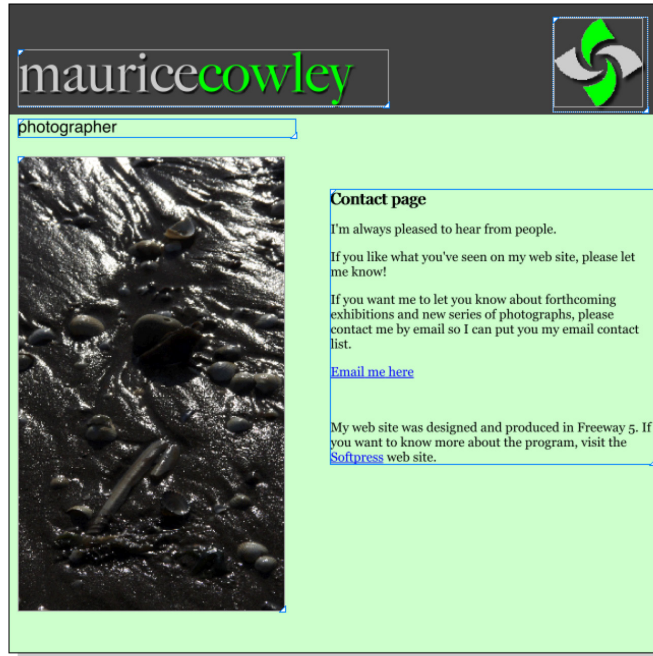 mauricecowley
photographer
Contact page
I'm always pleased to hear from people.
If you like what you've seen on my web site, please let
me know!
If you want me to let you know about forthcoming
exhibitions and new series of photographs, please
contact me by email so I can put you my email contact
list.
Email me here
My web site was designed and produced in Freeway 5. If
you want to know more about the program, visit the
Softpress web site.